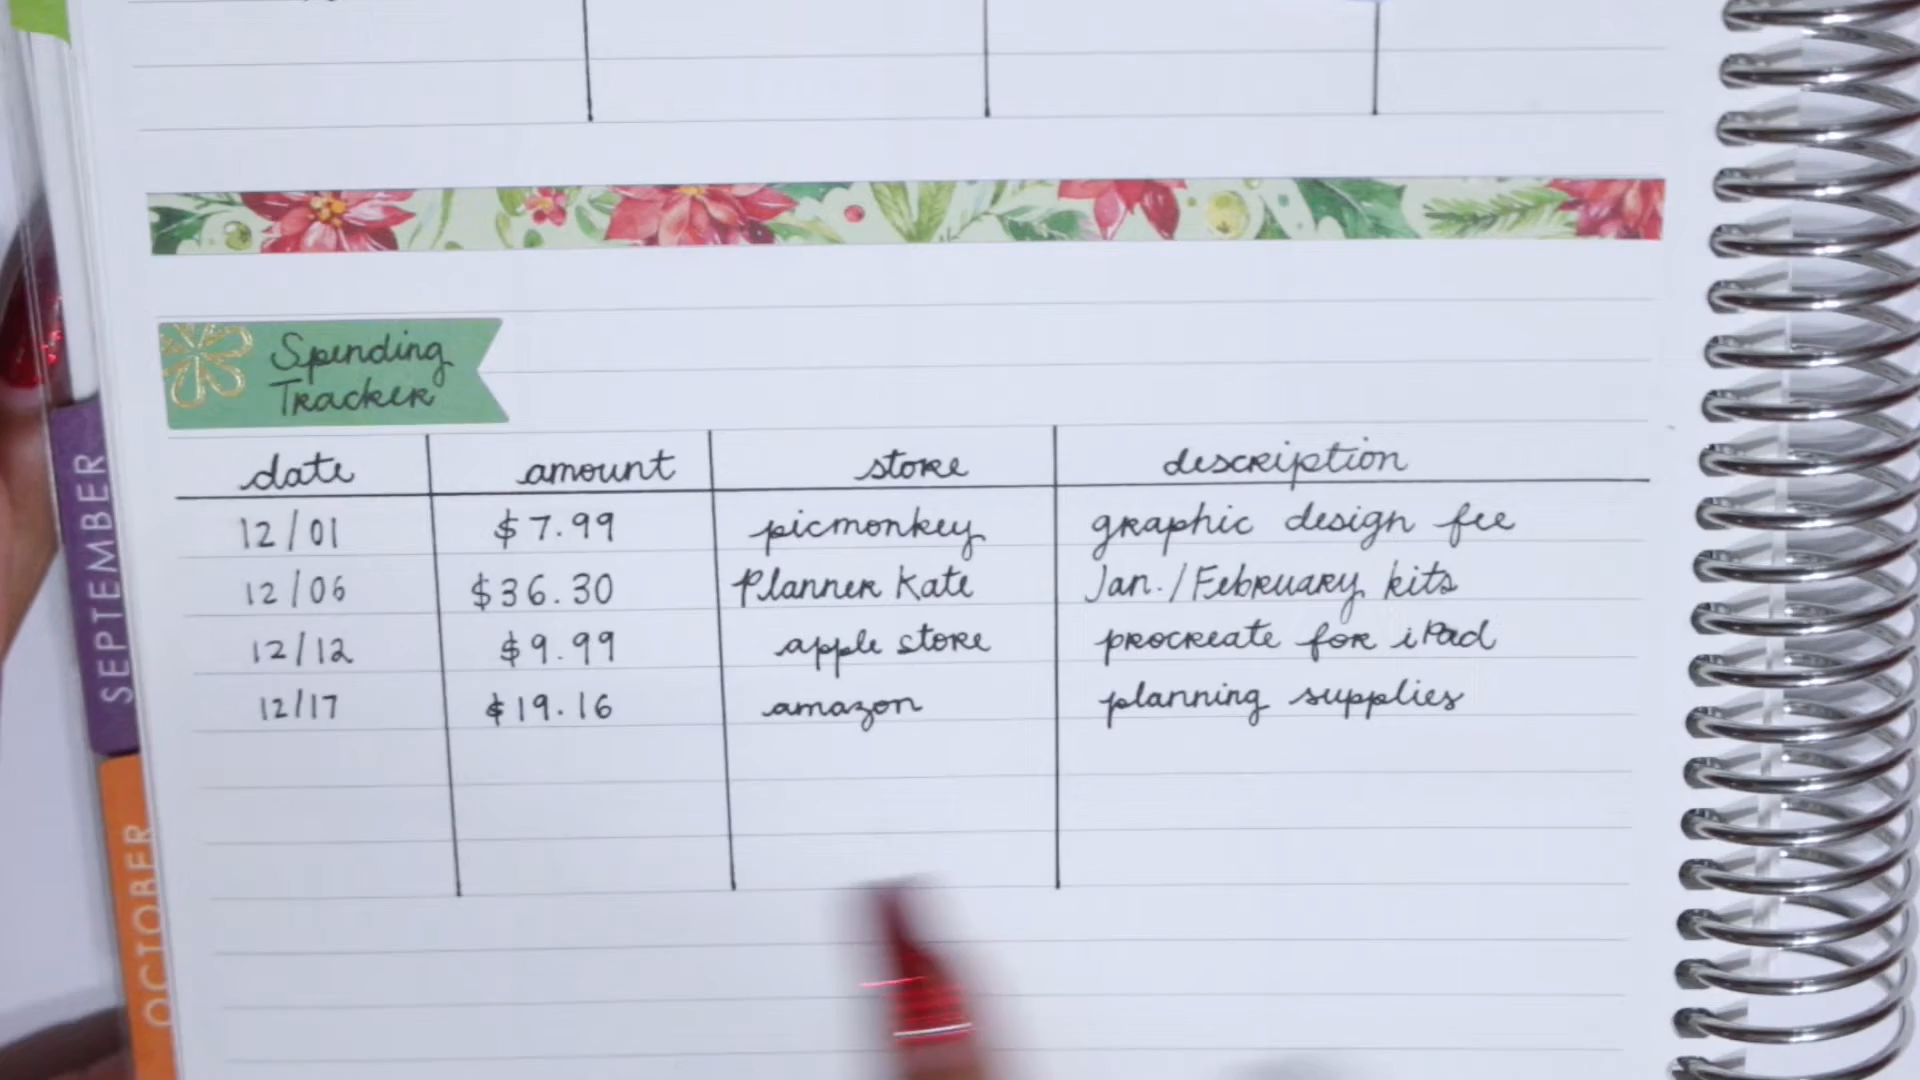 Spending
Tracker
date amount store description
12/01 $7.99 picmonkey graphic design fee
12/06 $36.30 Planner Kate Jan./February kits
12/12 $9.99 apple store procreate for iPad
12/17 $19.16 amazon planning supplies
SEPTEMBER
OCTOBER